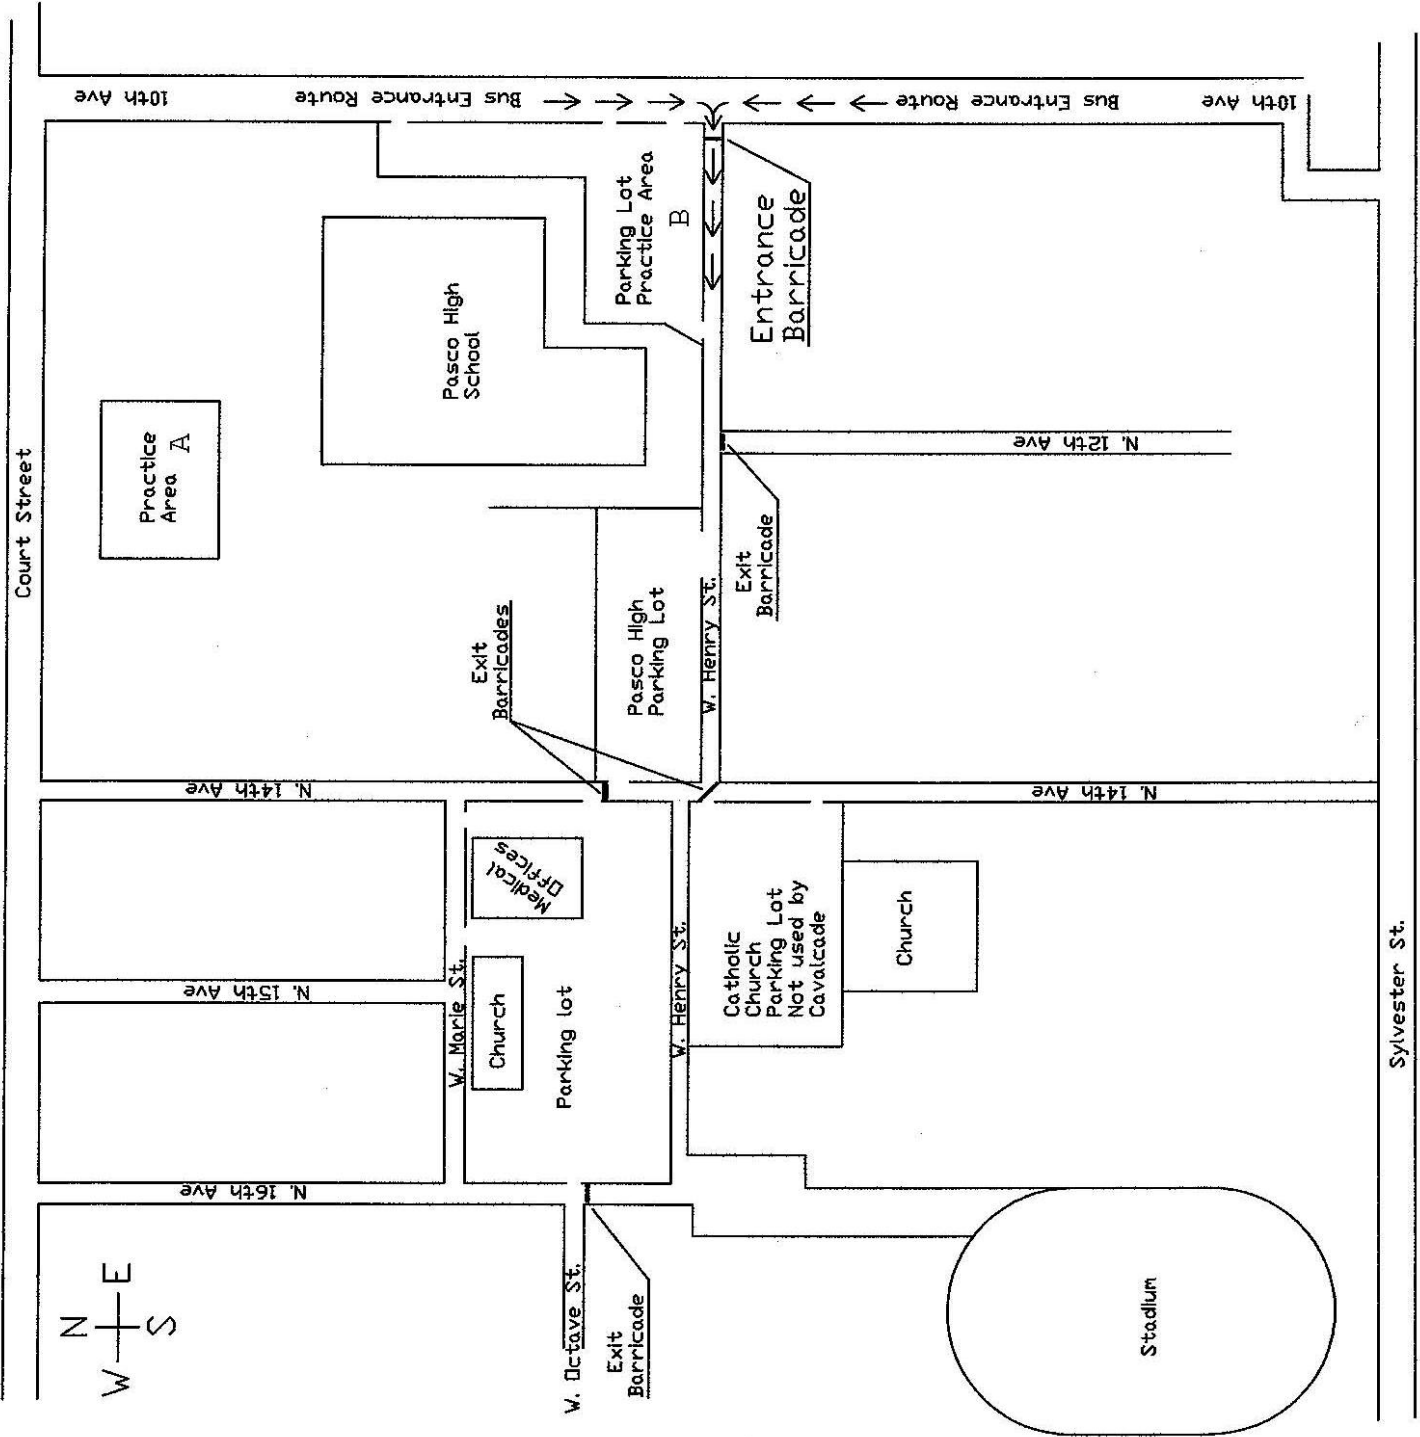 Court Street
N
W E
S
Practice
Area A
N. 16th Ave
N. 15th Ave
N. 14th Ave
10th Ave
Bus Entrance Route
W. Marie St.
Church
Medical
Offices
Exit
Barricades
Pasco High
School
Parking lot
W. Octave St.
Exit
Barricade
Pasco High
Parking Lot
Parking Lot
Practice Area
B
W. Henry St.
W. Henry St.
Catholic
Church
Parking Lot
Not used by
Cavalcade
Church
Exit
Barricade
Entrance
Barricade
N. 14th Ave
N. 12th Ave
Bus Entrance Route
10th Ave
Stadium
Sylvester St.